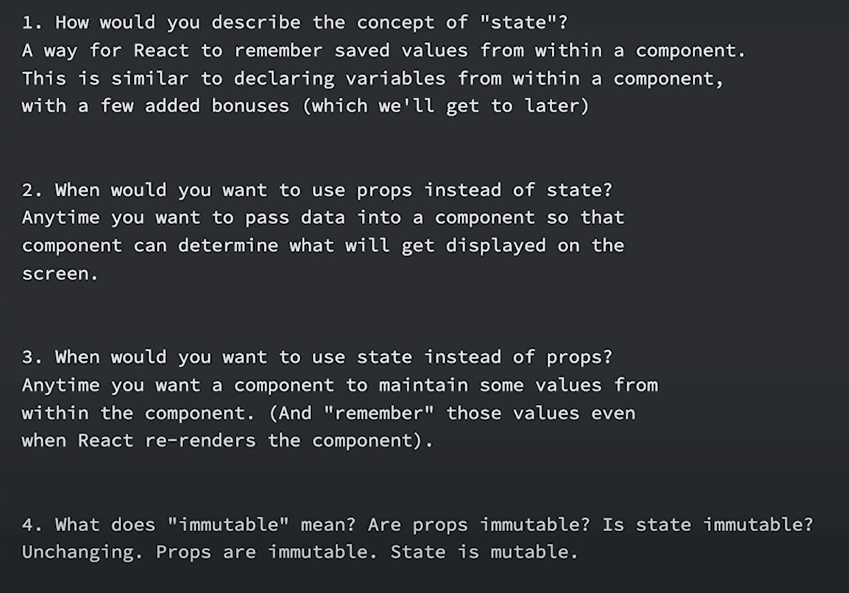 1. How would you describe the concept of "state"?
A way for React to remember saved values from within a component.
This is similar to declaring variables from within a component,
with a few added bonuses (which we'll get to later)
2. When would you want to use props instead of state?
Anytime you want to pass data into a component so that
component can determine what will get displayed on the
screen.
3. When would you want to use state instead of props?
Anytime you want a component to maintain some values from
within the component. (And "remember" those values even
when React re-renders the component).
4. What does "immutable" mean? Are props immutable? Is state immutable?
Unchanging. Props are immutable. State is mutable.